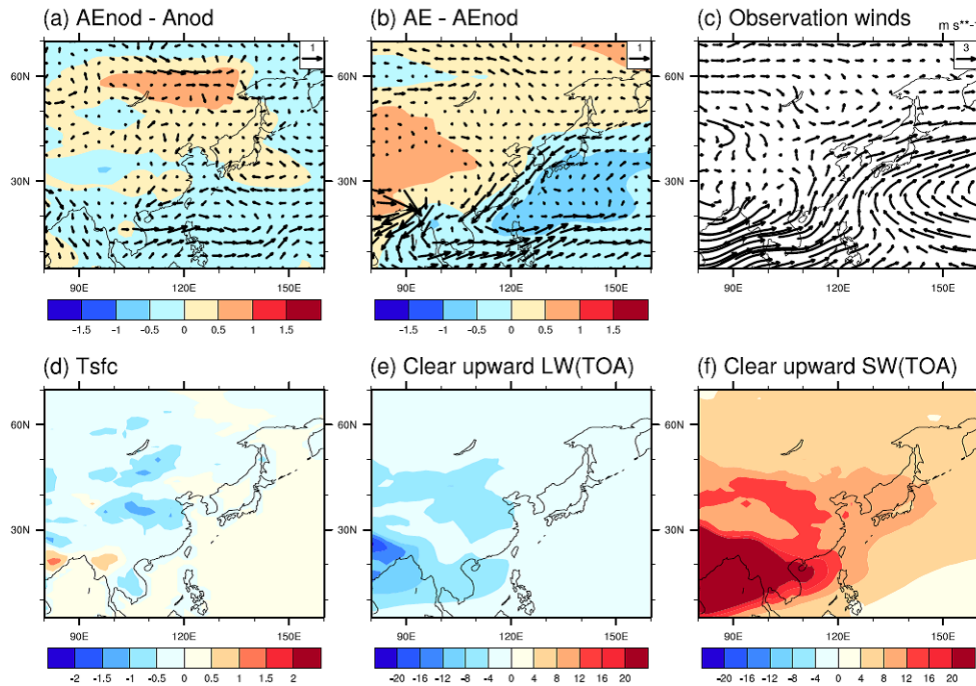 (a) AEnod - Anod
(b) AE - AEnod
(c) Observation winds
m s**-
1
1
3
60N
30N
90E
120E
150E
60N
30N
90E
120E
150E
60N
30N
90E
120E
150E
-1.5 -1 -0.5 0 0.5 1 1.5
-1.5 -1 -0.5 0 0.5 1 1.5
(d) Tsfc
(e) Clear upward LW(TOA)
(f) Clear upward SW(TOA)
60N
30N
90E
120E
150E
60N
30N
90E
120E
150E
60N
30N
90E
120E
150E
-2 -1.5 -1 -0.5 0 0.5 1 1.5 2
-20 -16 -12 -8 -4 0 4 8 12 16 20
-20 -16 -12 -8 -4 0 4 8 12 16 20